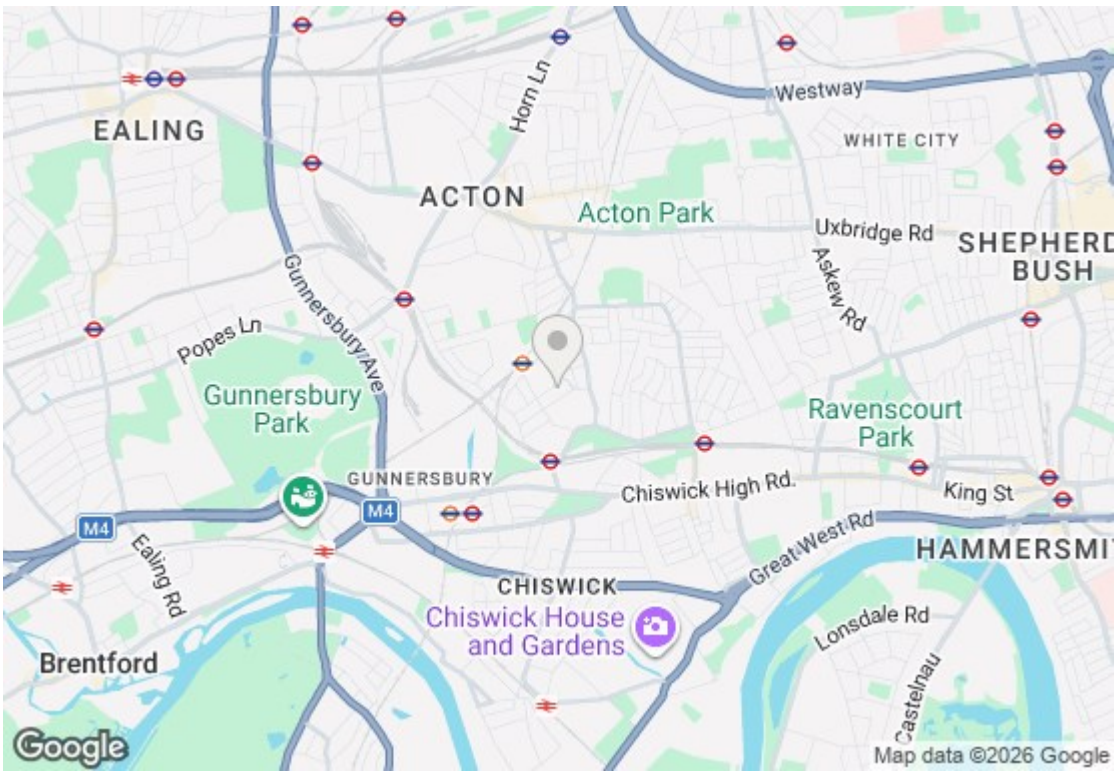 Horn Ln
Westway
EALING
WHITE CITY
ACTON
Acton Park
Uxbridge Rd
SHEPHERD
BUSH
Askew Rd
Gunnersbury Ave
Popes Ln
Gunnersbury
Park
Ravenscourt
Park
GUNNERSBURY
Chiswick High Rd.
King St
M4
M4
Ealing Rd
Great West Rd
HAMMERSMI
CHISWICK
Chiswick House
and Gardens
Lonsdale Rd
Brentford
Castelnau
Google
Map data ©2026 Google